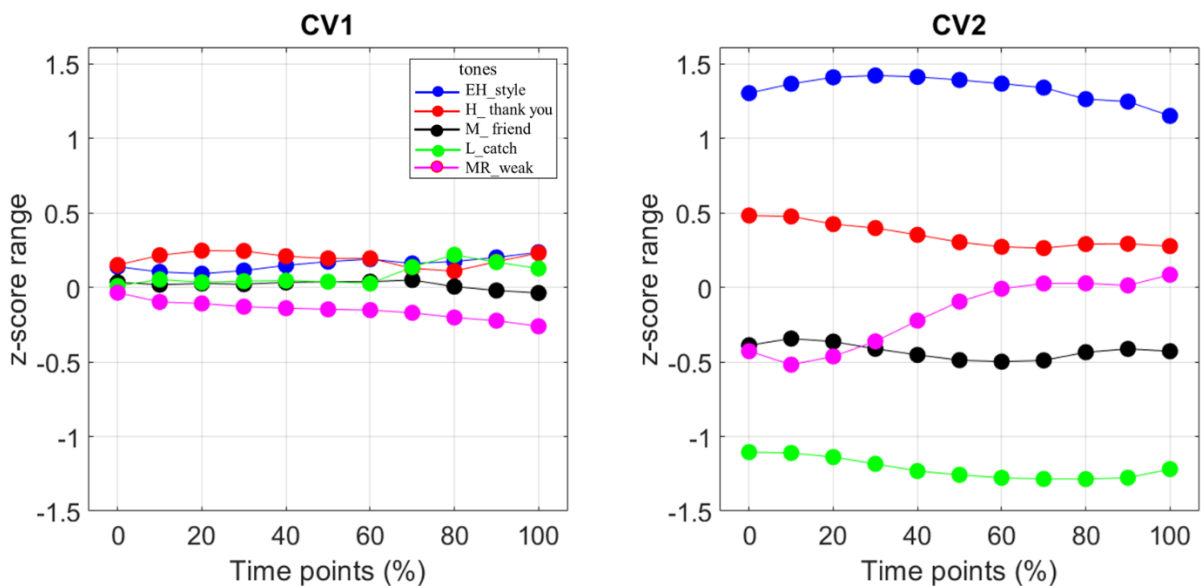 CV1
z-score range
1.5
1
0.5
0
-0.5
-1
-1.5
tones
EH_style
H_ thank you
M_ friend
L_catch
MR_weak
0 20 40 60 80 100
Time points (%)
CV2
z-score range
1.5
1
0.5
0
-0.5
-1
-1.5
0 20 40 60 80 100
Time points (%)